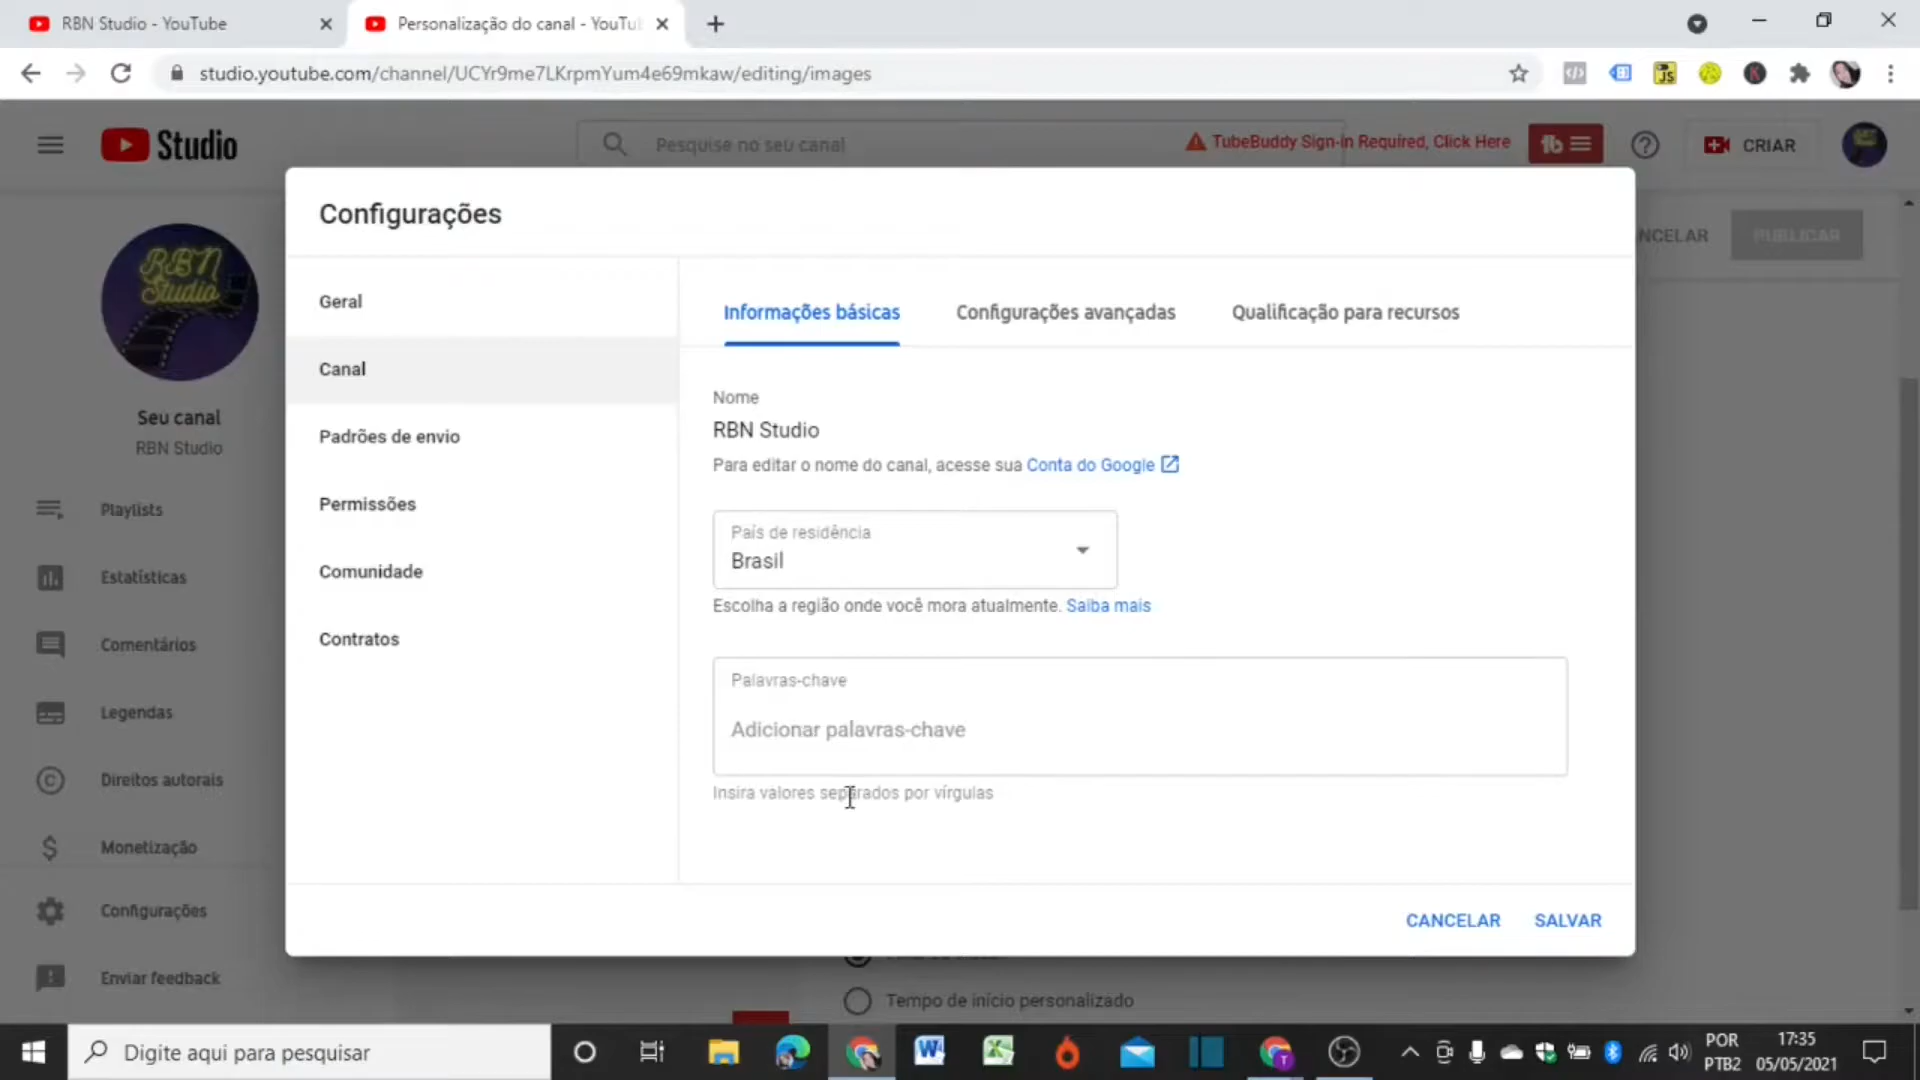 RBN Studio - YouTube
Personalização do canal - YouTu
studio.youtube.com/channel/UCYr9me7LKrpmYum4e69mkaw/editing/images
Studio
Pesquise no seu canal
TubeBuddy Sign-in Required, Click Here
CRIAR
Configurações
NCELAR
PUBLICAR
RBN
Studio
Geral
Informações básicas
Configurações avançadas
Qualificação para recursos
Canal
Nome
RBN Studio
Para editar o nome do canal, acesse sua Conta do Google
Seu canal
RBN Studio
Padrões de envio
Permissões
Comunidade
Contratos
País de residência
Brasil
Escolha a região onde você mora atualmente. Saiba mais
Palavras-chave
Adicionar palavras-chave
Insira valores separados por vírgulas
Playlists
Estatísticas
Comentários
Legendas
Direitos autorais
Monetização
Configurações
Enviar feedback
CANCELAR
SALVAR
Tempo de início personalizado
Digite aqui para pesquisar
POR
PTB2
17:35
05/05/2021